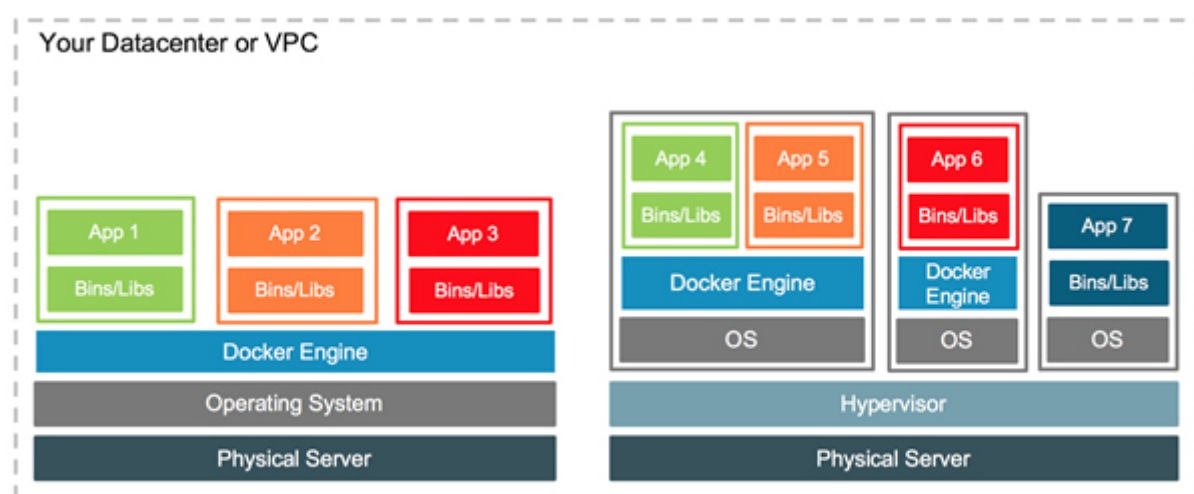 Your Datacenter or VPC
App 1
Bins/Libs
App 2
Bins/Libs
App 3
Bins/Libs
Docker Engine
Operating System
Physical Server
App 4
Bins/Libs
App 5
Bins/Libs
Docker Engine
OS
App 6
Bins/Libs
Docker
Engine
OS
App 7
Bins/Libs
OS
Hypervisor
Physical Server